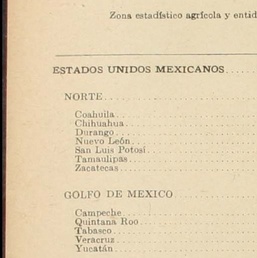 Zona estadístico agrícola y entid
ESTADOS UNIDOS MEXICANOS
NORTE
Coahuila
Chihuahua
Durango
Nuevo León
San Luis Potosí
Tamaulipas
Zacatecas
GOLFO DE MEXICO
Campeche
Quintana Roo
Tabasco
Veracruz
Yucatán